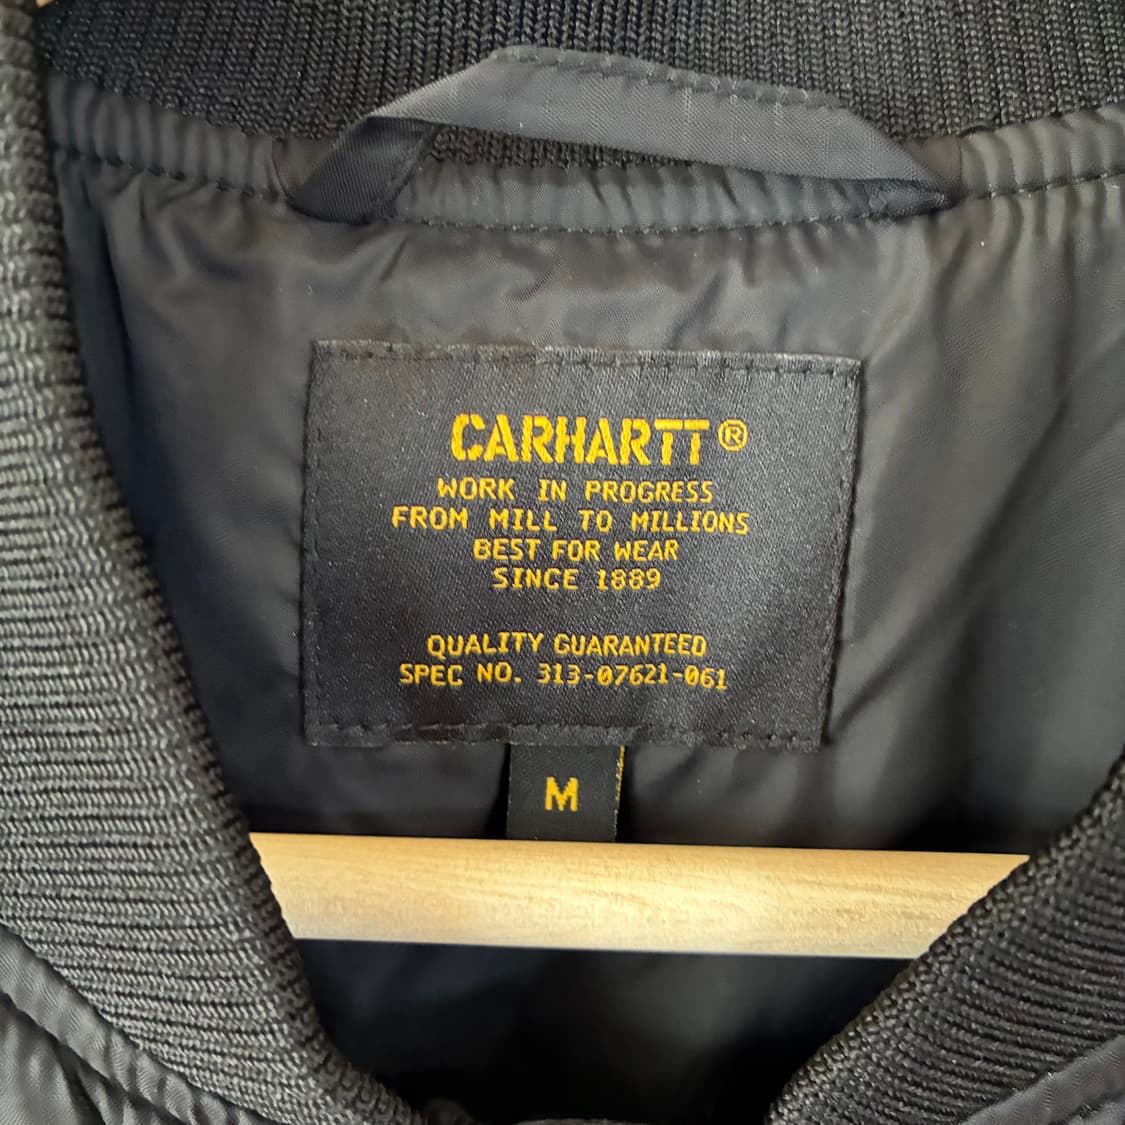 CARHARTT®
WORK IN PROGRESS
FROM MILL TO MILLIONS
BEST FOR WEAR
SINCE 1889
QUALITY GUARANTEED
SPEC NO. 313-07621-061
M